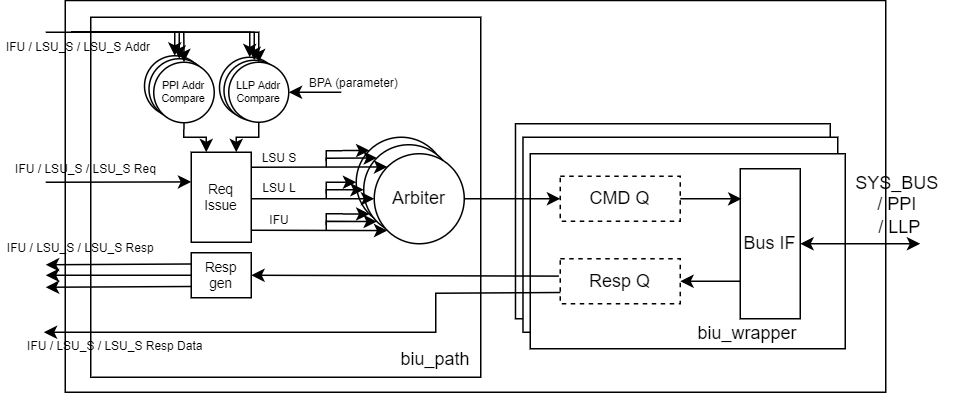 IFU / LSU_S / LSU_S Addr
PPI Addr
Compare
LLP Addr
Compare
BPA (parameter)
IFU / LSU_S / LSU_S Req
Req
Issue
LSU S
LSU L
IFU
Arbiter
CMD Q
Bus IF
SYS_BUS
/ PPI
/ LLP
IFU / LSU_S / LSU_S Resp
Resp
gen
Resp Q
IFU / LSU_S / LSU_S Resp Data
biu_path
biu_wrapper